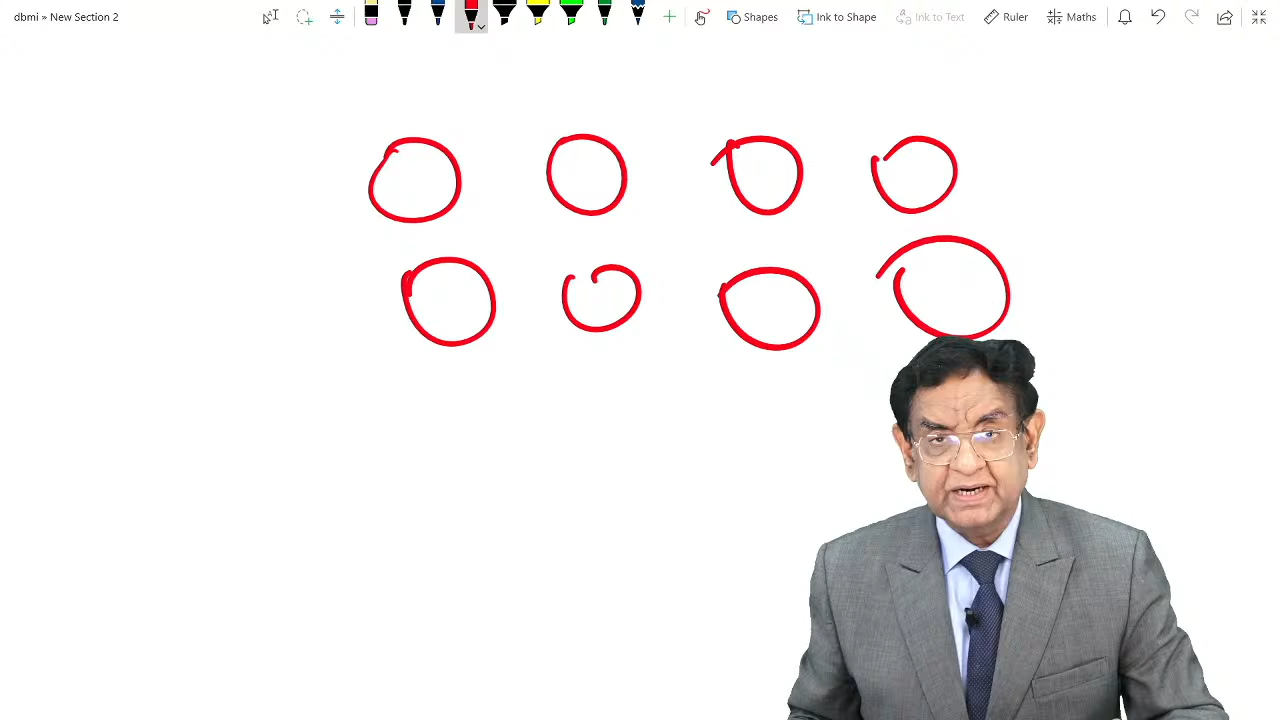 dbmi » New Section 2
Shapes
Ink to Shape
Ink to Text
Ruler
Maths